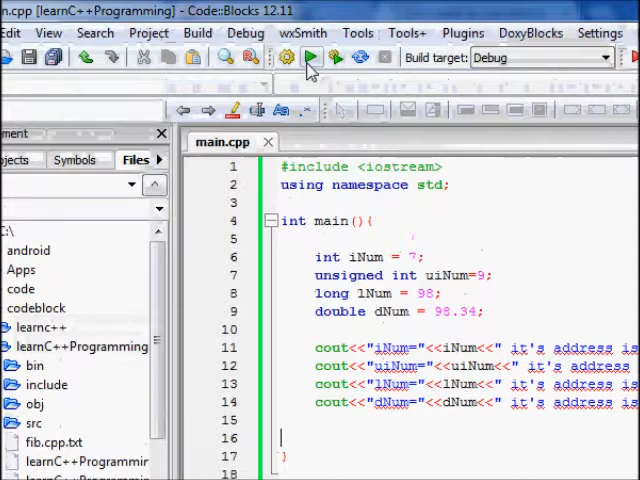 n.cpp [learnC++Programming] - Code::Blocks 12.11
Edit View Search Project Build Debug wxSmith Tools Tools+ Plugins DoxyBlocks Settings
Build target: Debug
ement
main.cpp
ojects Symbols Files
C:\
android
Apps
code
codeblock
learnc++
learnC++Programming
bin
include
obj
src
fib.cpp.txt
learnC++Programmin
learnC++Programmin
1 #include <iostream>
2 using namespace std;
3
4 int main(){
5
6 int iNum = 7;
7 unsigned int uiNum=9;
8 long lNum = 98;
9 double dNum = 98.34;
10
11 cout<<"iNum="<<iNum<<" it's address is
12 cout<<"uiNum="<<uiNum<<" it's address
13 cout<<"lNum="<<lNum<<" it's address is
14 cout<<"dNum="<<dNum<<" it's address is
15
16
17 }
18